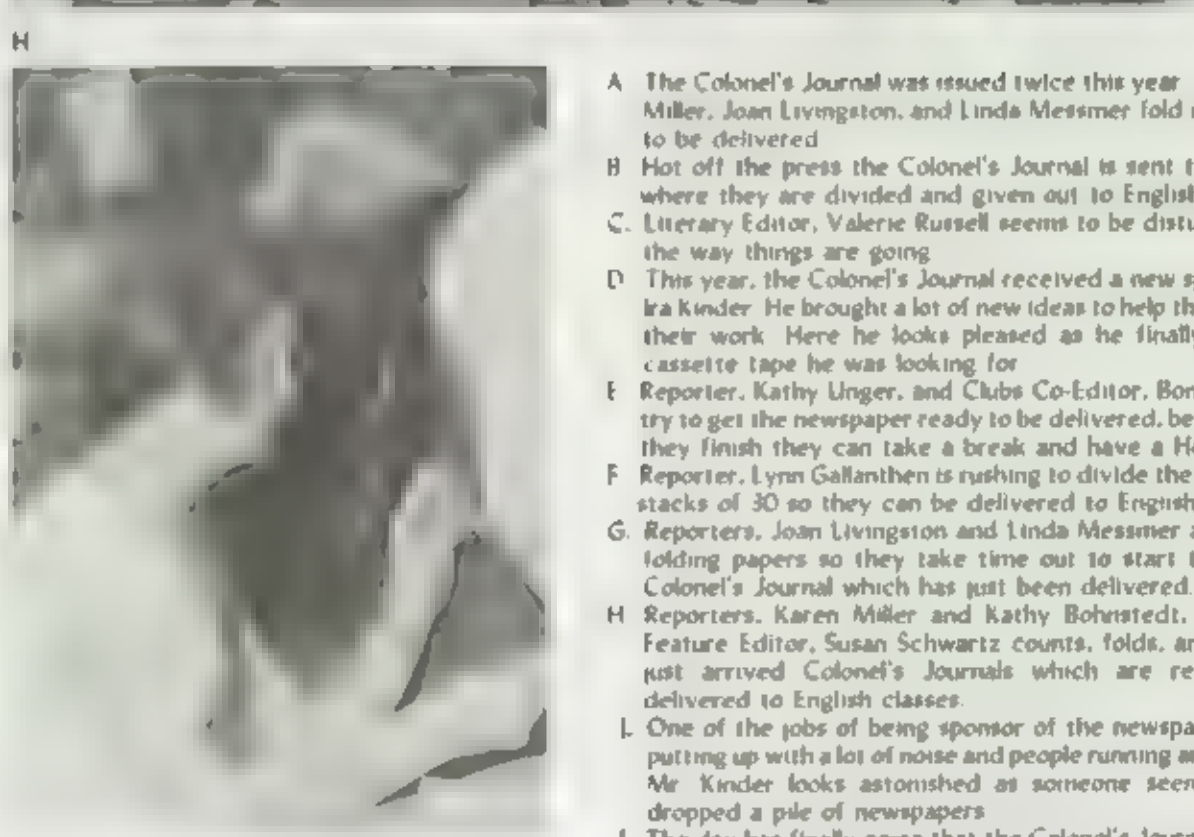 H
A The Colonel's Journal was issued twice this year
Miller, Joan Livingston, and Linda Messmer fold
to be delivered
B Hot off the press the Colonel's Journal is sent
where they are divided and given out to English
C. Literary Editor, Valerie Russell seems to be
the way things are going
D This year, the Colonel's Journal received a new
Ira Kinder He brought a lot of new ideas to help
their work Here he looks pleased as he finally
cassette tape he was looking for
E Reporter, Kathy Unger, and Clubs Co-Editor,
try to get the newspaper ready to be delivered,
they finish they can take a break and have a
F Reporter, Lynn Gallanthen is rushing to divide the
stacks of 30 so they can be delivered to English
G. Reporters, Joan Livingston and Linda Messmer
folding papers so they take time out to start
Colonel's Journal which has just been delivered.
H Reporters, Karen Miller and Kathy Bohnstedt,
Feature Editor, Susan Schwartz counts, folds,
just arrived Colonel's Journals which are
delivered to English classes.
I. One of the jobs of being sponsor of the
putting up with a lot of noise and people running
Mr Kinder looks astonished as someone
dropped a pile of newspapers